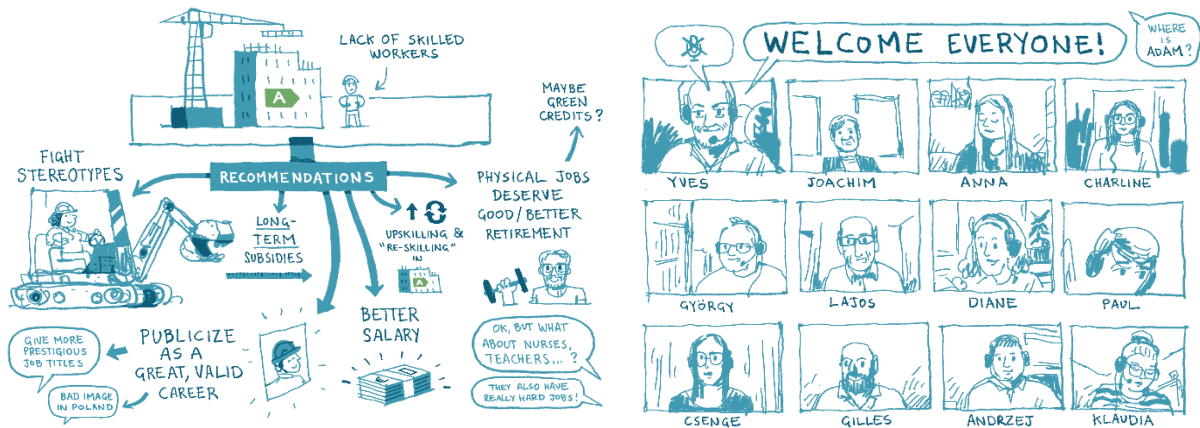 LACK OF SKILLED
WORKERS
A
MAYBE
GREEN
CREDITS?
FIGHT
STEREOTYPES
RECOMMENDATIONS
LONG-
TERM
SUBSIDIES
UPSKILLING &
"RE-SKILLING"
IN
A
PHYSICAL JOBS
DESERVE
GOOD/BETTER
RETIREMENT
PUBLICIZE
AS A
GREAT, VALID
CAREER
GIVE MORE
PRESTIGIOUS
JOB TITLES
BAD IMAGE
IN POLAND
BETTER
SALARY
OK, BUT WHAT
ABOUT NURSES,
TEACHERS... ?
THEY ALSO HAVE
REALLY HARD JOBS!
WELCOME EVERYONE!
WHERE
IS
ADAM?
YVES
JOACHIM
ANNA
CHARLINE
GYÖRGY
LAJOS
DIANE
PAUL
CSENGE
GILLES
ANDRZEJ
KLAUDIA